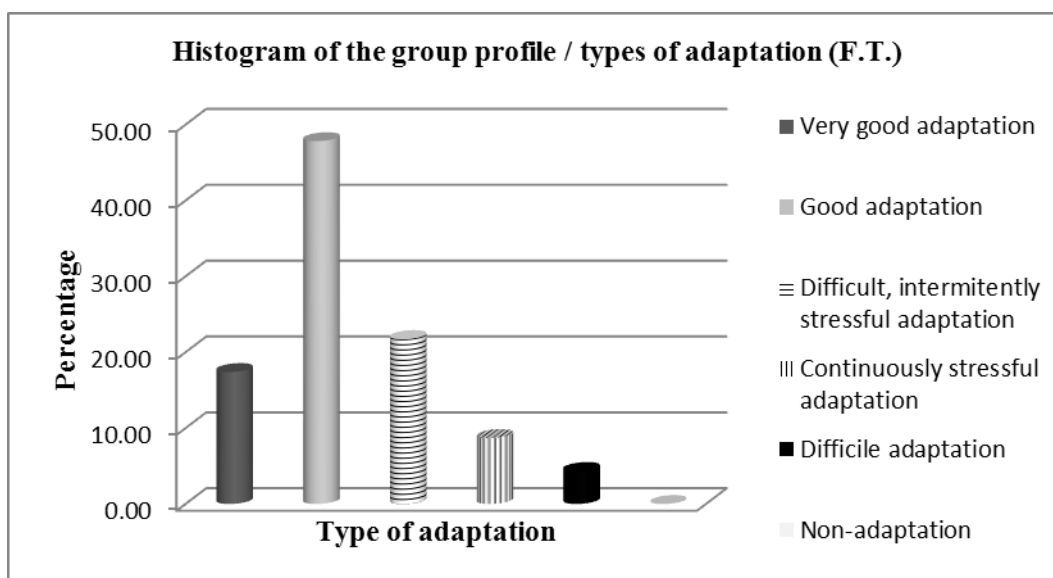 Histogram of the group profile / types of adaptation (F.T.)
50.00
40.00
30.00
20.00
10.00
0.00
Percentage
Type of adaptation
Very good adaptation
Good adaptation
Difficult, intermitently
stressful adaptation
Continuously stressful
adaptation
Difficile adaptation
Non-adaptation